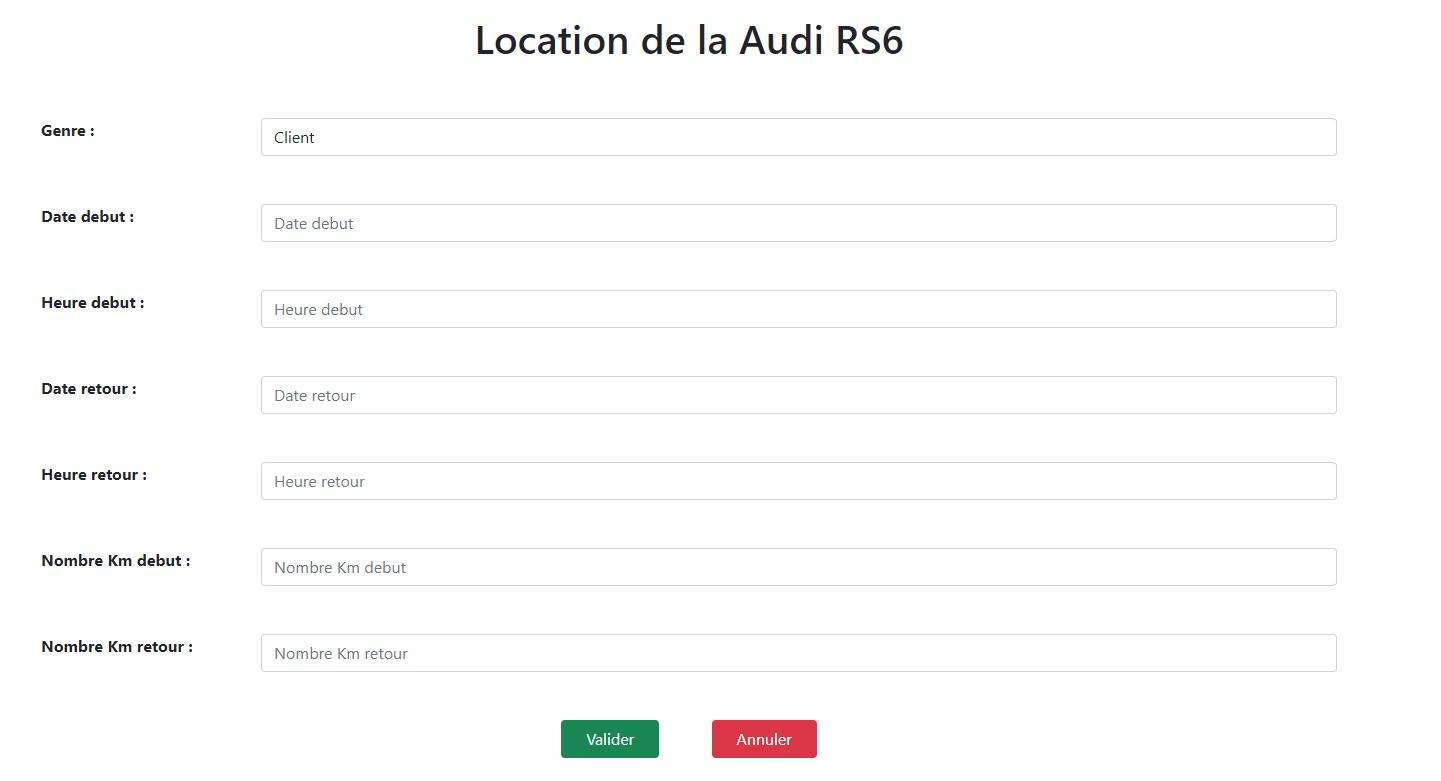 Location de la Audi RS6
Genre : Client
Date debut : Date debut
Heure debut : Heure debut
Date retour : Date retour
Heure retour : Heure retour
Nombre Km debut : Nombre Km debut
Nombre Km retour : Nombre Km retour
Valider Annuler